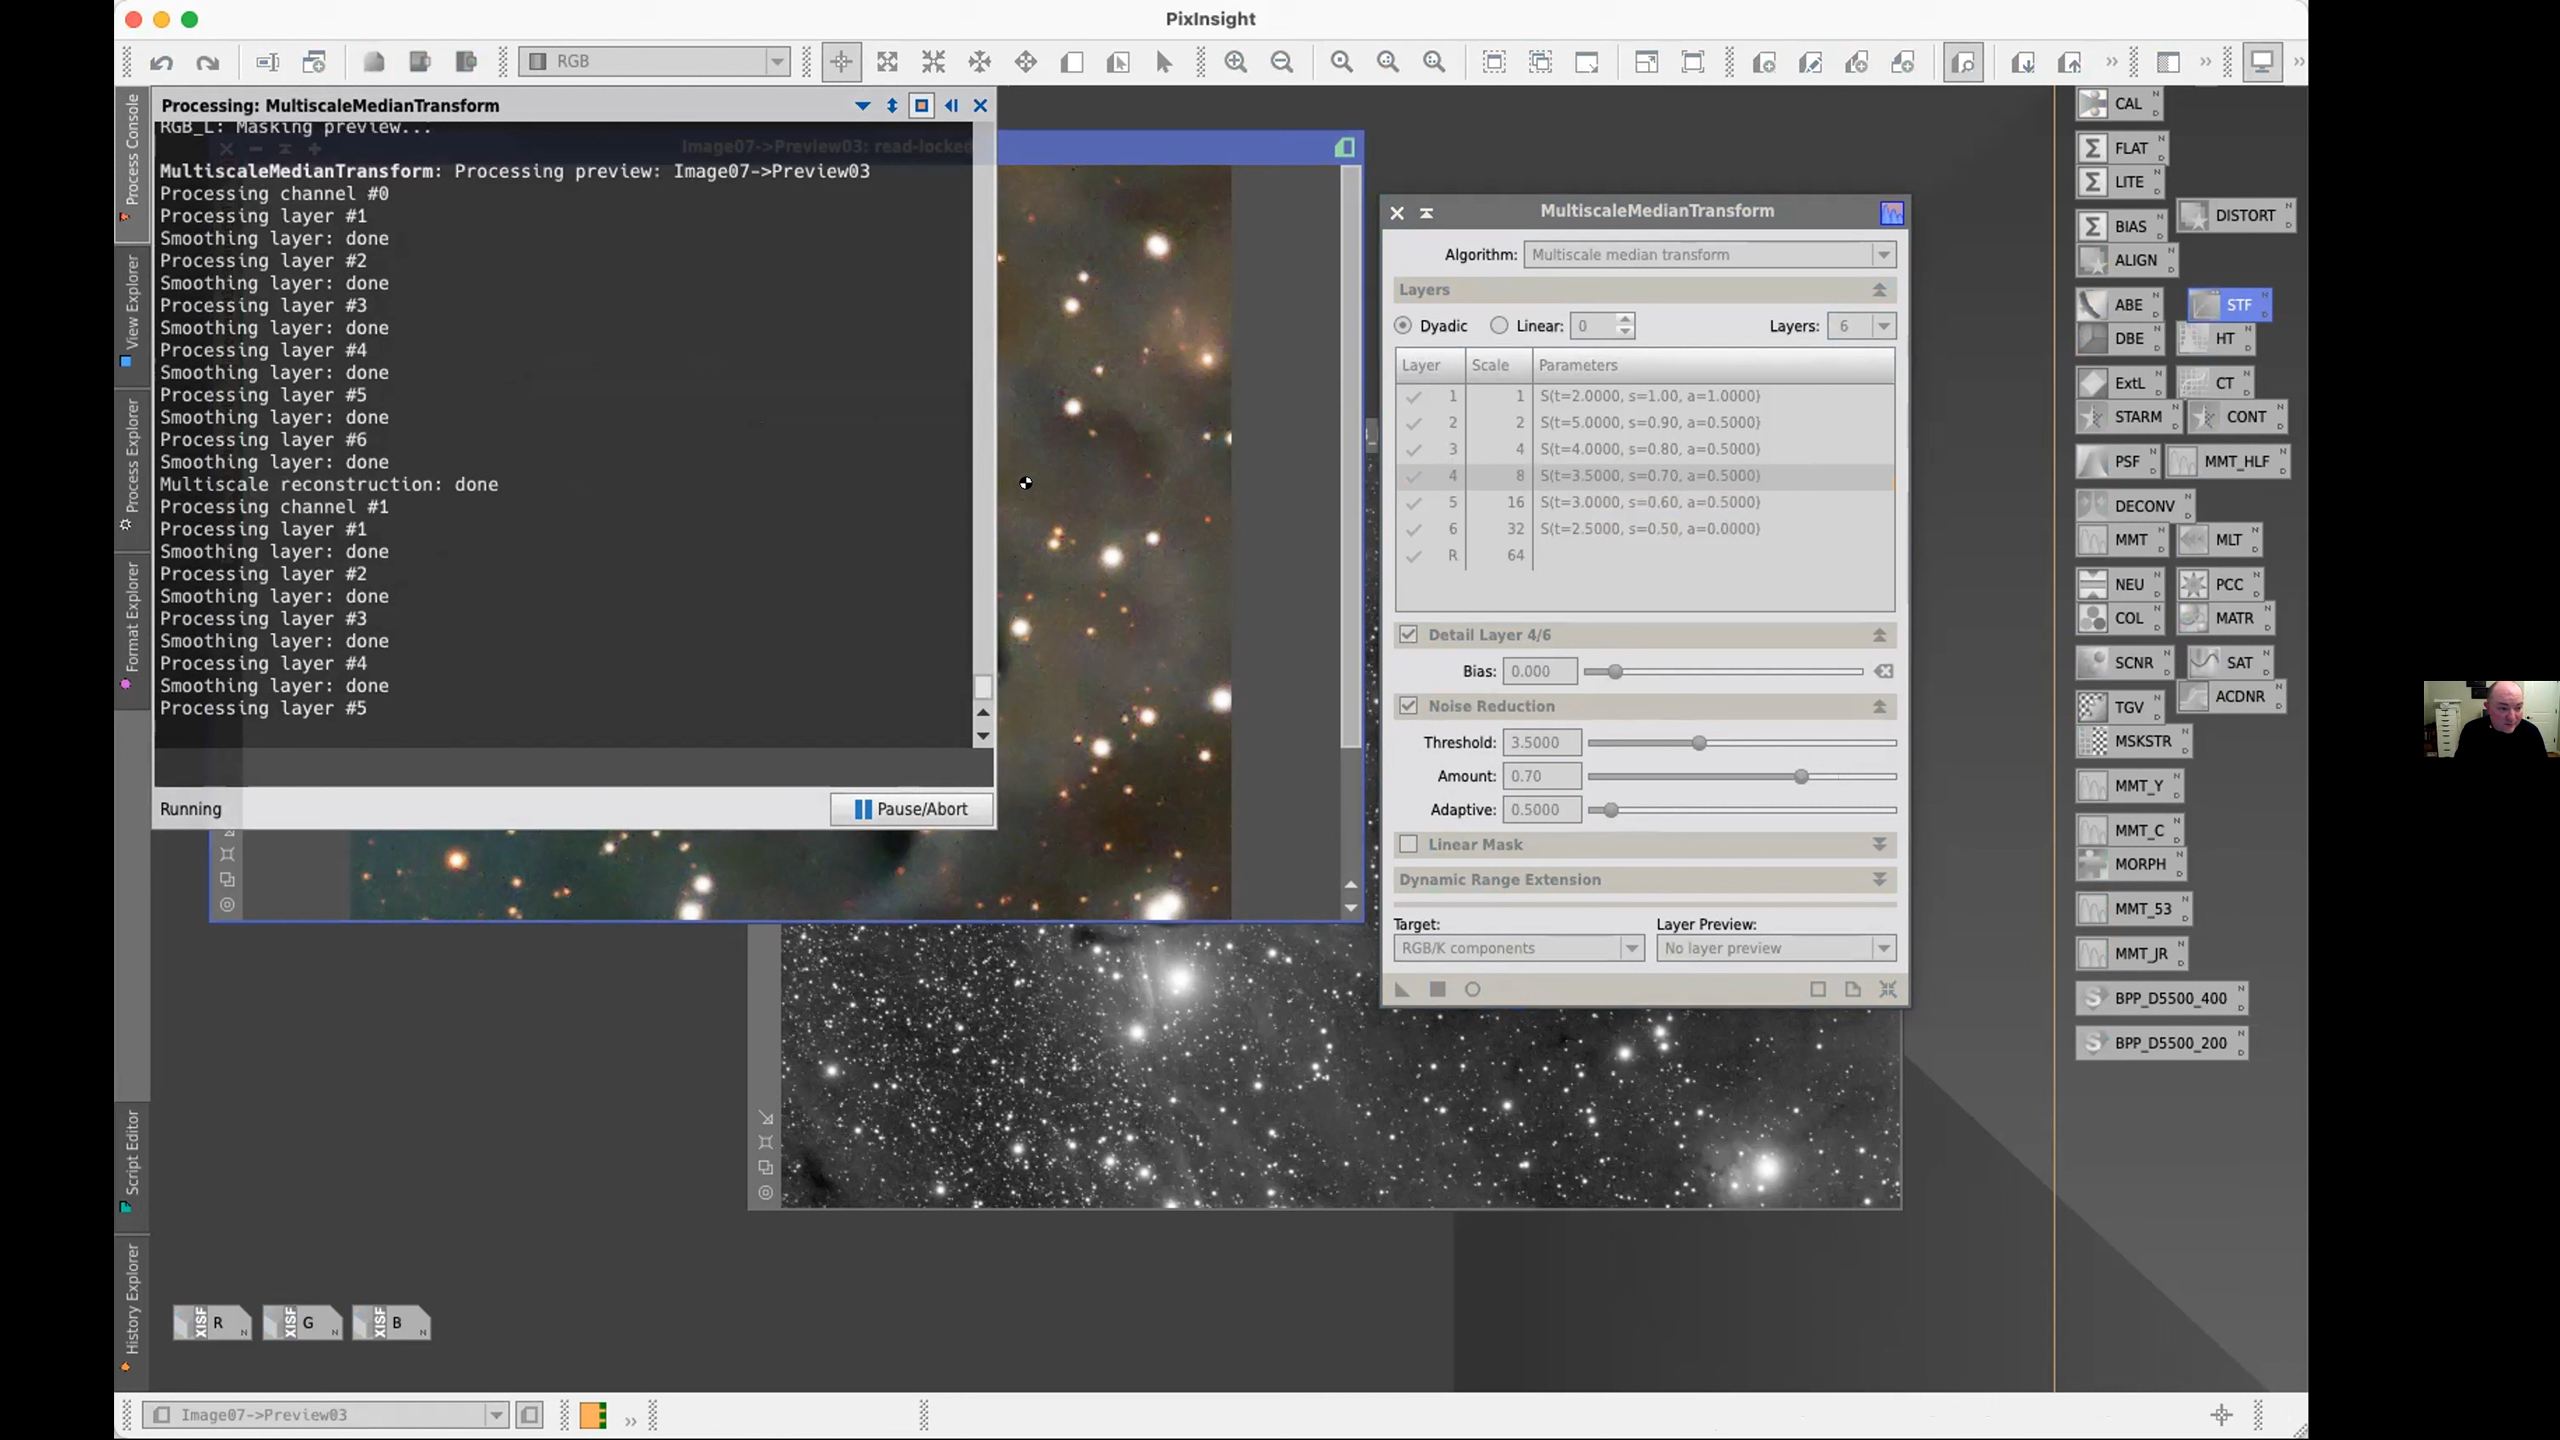 PixInsight
RGB
Processing: MultiscaleMedianTransform
RGB_L: Masking preview...
Image07->Preview03: read-locked
MultiscaleMedianTransform: Processing preview: Image07->Preview03
Processing channel #0
Processing layer #1
Smoothing layer: done
Processing layer #2
Smoothing layer: done
Processing layer #3
Smoothing layer: done
Processing layer #4
Smoothing layer: done
Processing layer #5
Smoothing layer: done
Processing layer #6
Smoothing layer: done
Multiscale reconstruction: done
Processing channel #1
Processing layer #1
Smoothing layer: done
Processing layer #2
Smoothing layer: done
Processing layer #3
Smoothing layer: done
Processing layer #4
Smoothing layer: done
Processing layer #5
Running
Pause/Abort
Process Console
View Explorer
Process Explorer
Format Explorer
Script Editor
History Explorer
MultiscaleMedianTransform
Algorithm: Multiscale median transform
Layers
Dyadic Linear: 0 Layers: 6
Layer Scale Parameters
1 1 S(t=2.0000, s=1.00, a=1.0000)
2 2 S(t=5.0000, s=0.90, a=0.5000)
3 4 S(t=4.0000, s=0.80, a=0.5000)
4 8 S(t=3.5000, s=0.70, a=0.5000)
5 16 S(t=3.0000, s=0.60, a=0.5000)
6 32 S(t=2.5000, s=0.50, a=0.0000)
R 64
Detail Layer 4/6
Bias: 0.000
Noise Reduction
Threshold: 3.5000
Amount: 0.70
Adaptive: 0.5000
Linear Mask
Dynamic Range Extension
Target: Layer Preview:
RGB/K components No layer preview
CAL
FLAT
LITE
DISTORT
BIAS
ALIGN
ABE STF
DBE HT
ExtL CT
STARM CONT
PSF MMT_HLF
DECONV
MMT MLT
NEU PCC
COL MATR
SCNR SAT
ACDNR
TGV
MSKSTR
MMT_Y
MMT_C
MORPH
MMT_53
MMT_JR
BPP_D5500_400
BPP_D5500_200
XISF R XISF G XISF B
Image07->Preview03